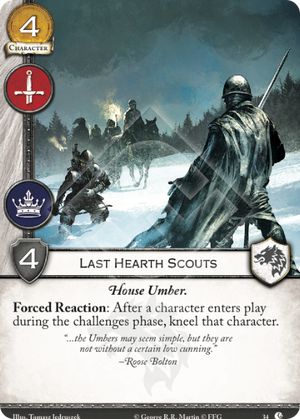 4
CHARACTER
4
LAST HEARTH SCOUTS
House Umber.
Forced Reaction: After a character enters play
during the challenges phase, kneel that character.
"...the Umbers may seem simple, but they are
not without a certain low cunning."
–Roose Bolton
Illus. Tomasz Jedruszek
© George R.R. Martin © FFG
14